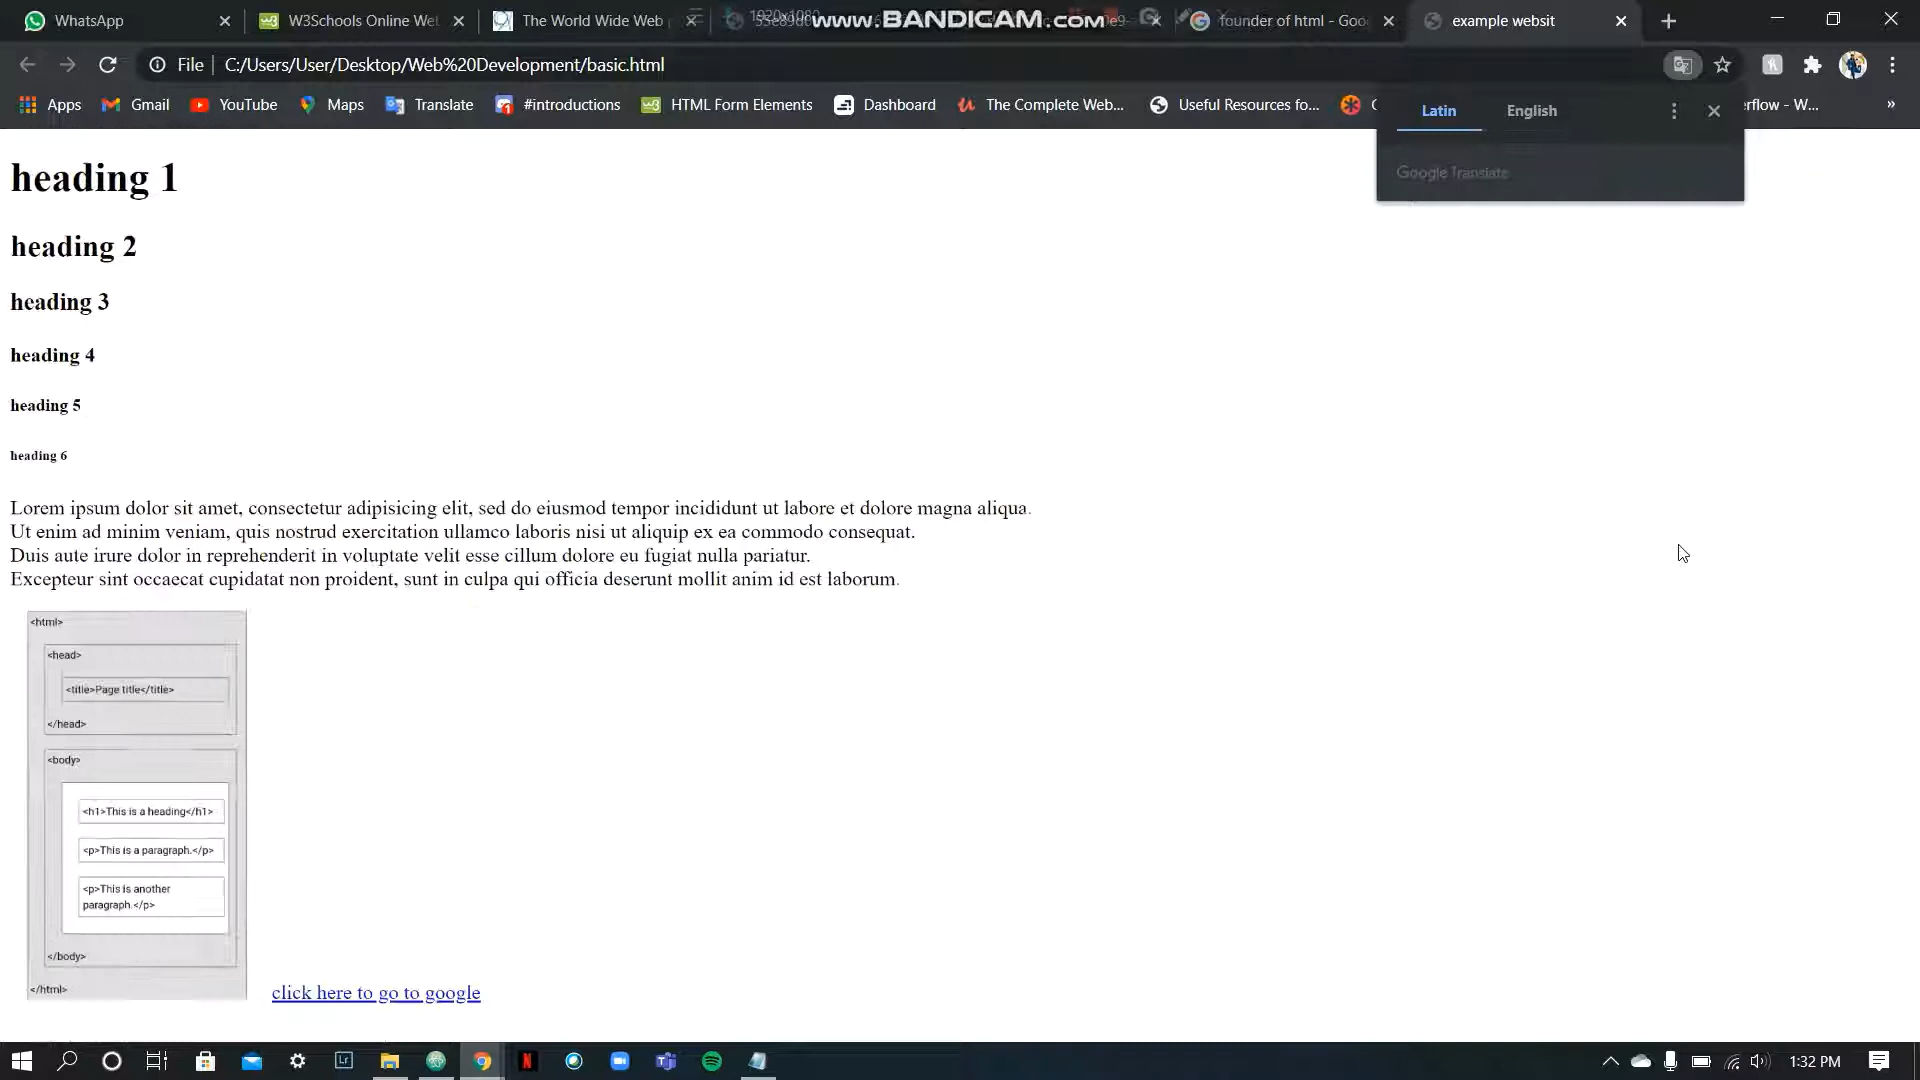 WhatsApp
W3Schools Online We
The World Wide Web
1920x1080
www.BANDICAM.com
founder of html - Goo
example websit
File
C:/Users/User/Desktop/Web%20Development/basic.html
Apps
Gmail
YouTube
Maps
Translate
#introductions
HTML Form Elements
Dashboard
The Complete Web...
Useful Resources fo...
erflow - W...
»
Latin
English
Google Translate
heading 1
heading 2
heading 3
heading 4
heading 5
heading 6
Lorem ipsum dolor sit amet, consectetur adipisicing elit, sed do eiusmod tempor incididunt ut labore et dolore magna aliqua.
Ut enim ad minim veniam, quis nostrud exercitation ullamco laboris nisi ut aliquip ex ea commodo consequat.
Duis aute irure dolor in reprehenderit in voluptate velit esse cillum dolore eu fugiat nulla pariatur.
Excepteur sint occaecat cupidatat non proident, sunt in culpa qui officia deserunt mollit anim id est laborum.
<html>
<head>
<title>Page title</title>
</head>
<body>
<h1>This is a heading</h1>
<p>This is a paragraph.</p>
<p>This is another
paragraph.</p>
</body>
</html>
click here to go to google
Lr
1:32 PM